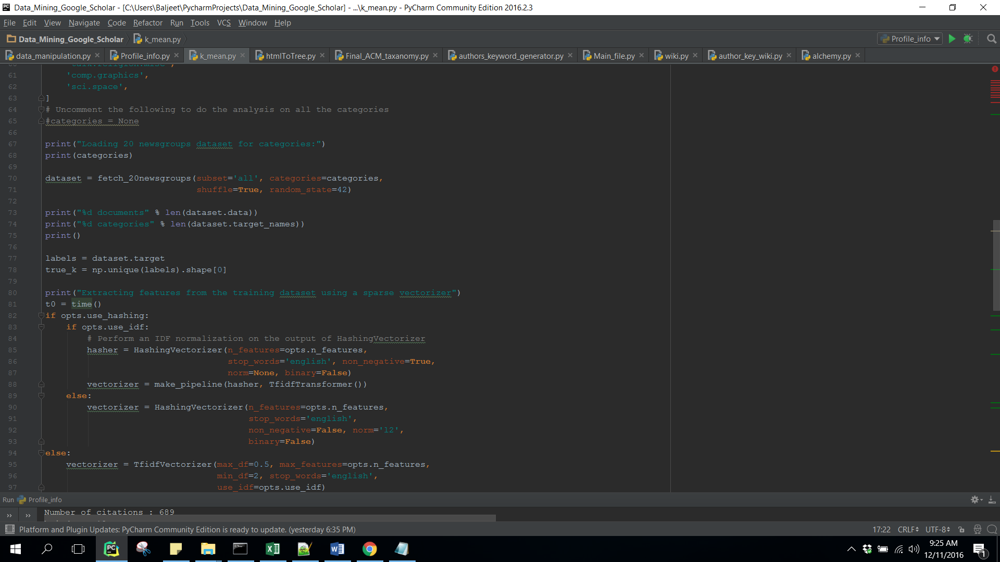 Data_Mining_Google_Scholar - [C:\Users\Baljeet\PycharmProjects\Data_Mining_Google_Scholar] - ...\k_mean.py - PyCharm Community Edition 2016.2.3
File Edit View Navigate Code Refactor Run Tools VCS Window Help
Data_Mining_Google_Scholar k_mean.py Profile_info
data_manipulation.py Profile_info.py k_mean.py htmlToTree.py Final_ACM_taxanomy.py authors_keyword_generator.py Main_file.py wiki.py author_key_wiki.py alchemy.py
60 'talk.religion.misc',
61 'comp.graphics',
62 'sci.space',
63 ]
64 # Uncomment the following to do the analysis on all the categories
65 #categories = None
66
67 print("Loading 20 newsgroups dataset for categories:")
68 print(categories)
69
70 dataset = fetch_20newsgroups(subset='all', categories=categories,
71 shuffle=True, random_state=42)
72
73 print("%d documents" % len(dataset.data))
74 print("%d categories" % len(dataset.target_names))
75 print()
76
77 labels = dataset.target
78 true_k = np.unique(labels).shape[0]
79
80 print("Extracting features from the training dataset using a sparse vectorizer")
81 t0 = time()
82 if opts.use_hashing:
83 if opts.use_idf:
84 # Perform an IDF normalization on the output of HashingVectorizer
85 hasher = HashingVectorizer(n_features=opts.n_features,
86 stop_words='english', non_negative=True,
87 norm=None, binary=False)
88 vectorizer = make_pipeline(hasher, TfidfTransformer())
89 else:
90 vectorizer = HashingVectorizer(n_features=opts.n_features,
91 stop_words='english',
92 non_negative=False, norm='l2',
93 binary=False)
94 else:
95 vectorizer = TfidfVectorizer(max_df=0.5, max_features=opts.n_features,
96 min_df=2, stop_words='english',
97 use_idf=opts.use_idf)
Run Profile_info
Number of citations : 689
Platform and Plugin Updates: PyCharm Community Edition is ready to update. (yesterday 6:35 PM) 17:22 CRLF UTF-8
9:25 AM
12/11/2016
1